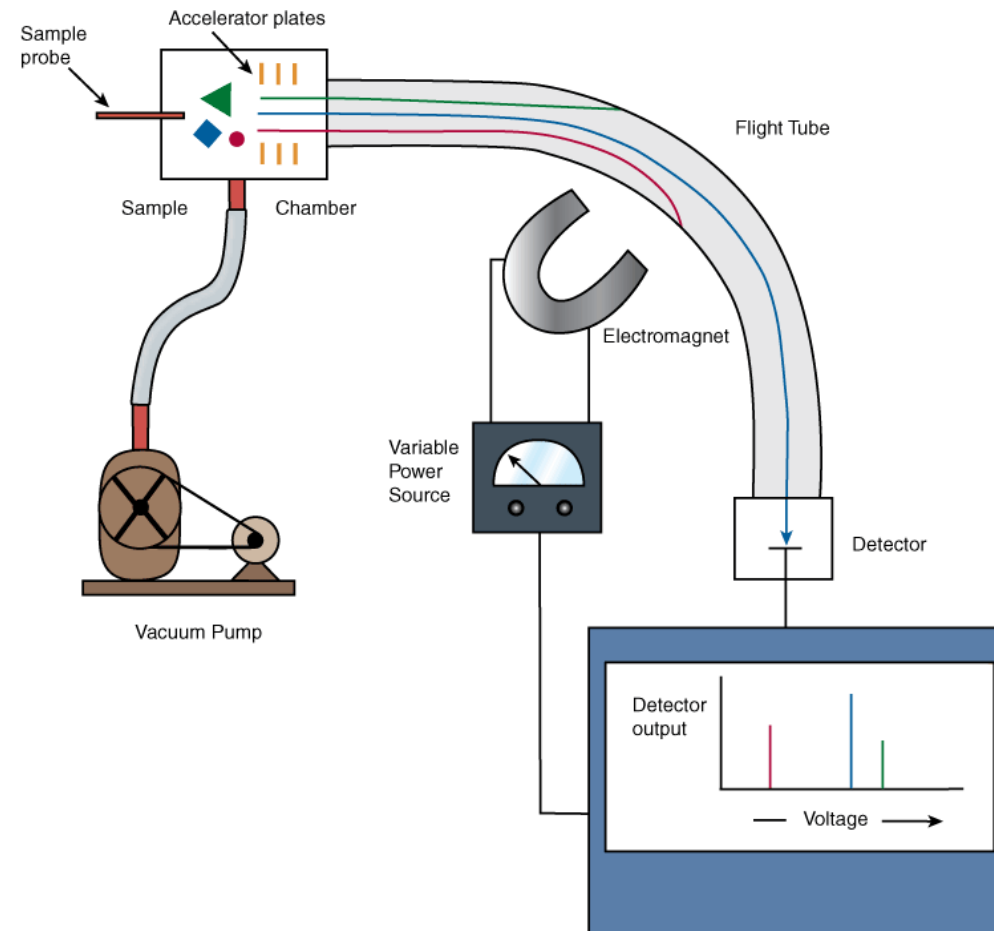 Accelerator plates
Sample
probe
Flight Tube
Sample
Chamber
Electromagnet
Variable
Power
Source
Detector
Vacuum Pump
Detector
output
Voltage